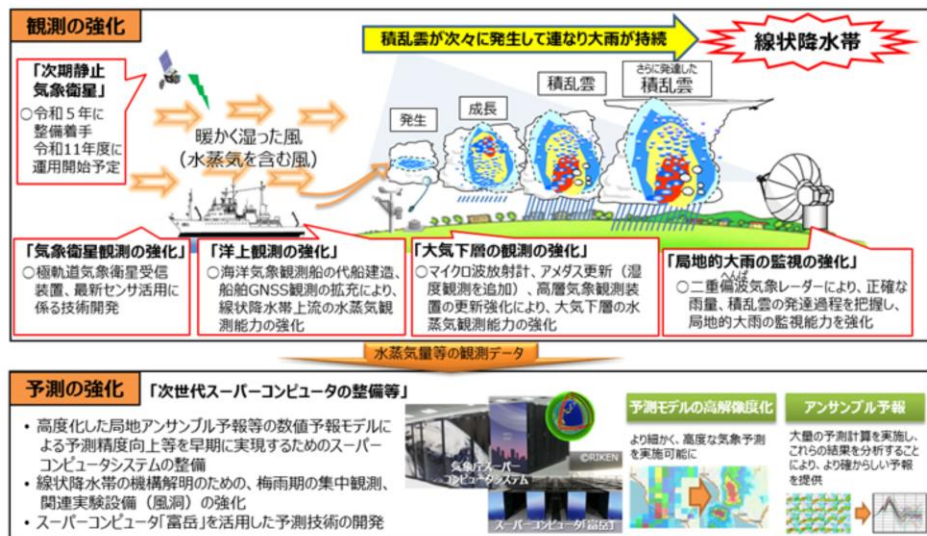 観測の強化
積乱雲が次々に発生して連なり大雨が持続
線状降水帯
「次期静止
気象衛星」
○令和5年に
整備着手
令和11年度に
運用開始予定
暖かく湿った風
(水蒸気を含む風)
発生
成長
積乱雲
さらに発達した
積乱雲
「気象衛星観測の強化」
○極軌道気象衛星受信
装置、最新センサ活用に
係る技術開発
「洋上観測の強化」
○海洋気象観測船の代船建造、
船舶GNSS観測の拡充により、
線状降水帯上流の水蒸気観
測能力の強化
「大気下層の観測の強化」
○マイクロ波放射計、アメダス更新(湿
度観測を追加)、高層気象観測装
置の更新強化により、大気下層の水
蒸気観測能力の強化
「局地的大雨の監視の強化」
へんぱ
○二重偏波気象レーダーにより、正確な
雨量、積乱雲の発達過程を把握し、
局地的大雨の監視能力を強化
水蒸気量等の観測データ
予測の強化
「次世代スーパーコンピュータの整備等」
• 高度化した局地アンサンブル予報等の数値予報モデル
による予測精度向上等を早期に実現するためのスーパー
コンピュータシステムの整備
• 線状降水帯の機構解明のための、梅雨期の集中観測、
関連実験設備(風洞)の強化
• スーパーコンピュータ「富岳」を活用した予測技術の開発
気象庁スーパー
コンピュータシステム
©RIKEN
スーパーコンピュータ「富岳」
予測モデルの高解像度化
より細かく、高度な気象予測
を実施可能に
アンサンブル予報
大量の予測計算を実施し、
これらの結果を分析すること
により、より確からしい予報
を提供